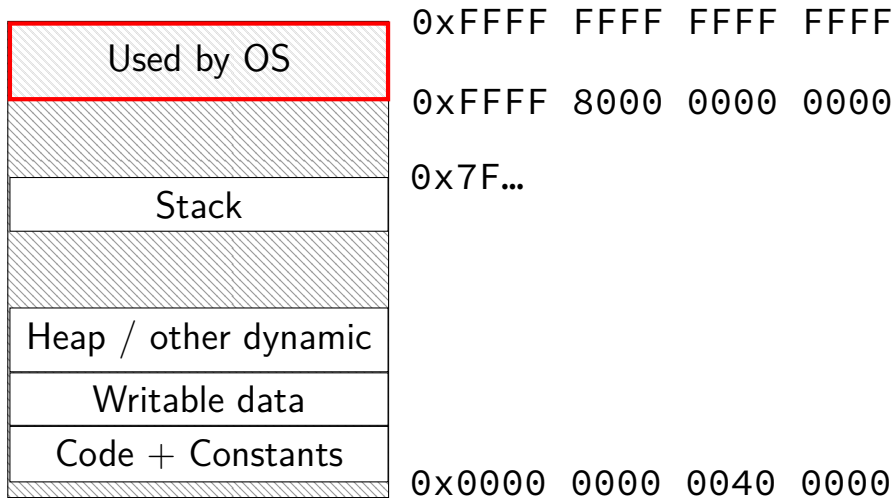 0xFFFF FFFF FFFF FFFF
Used by OS
0xFFFF 8000 0000 0000
0x7F…
Stack
Heap / other dynamic
Writable data
Code + Constants
0x0000 0000 0040 0000